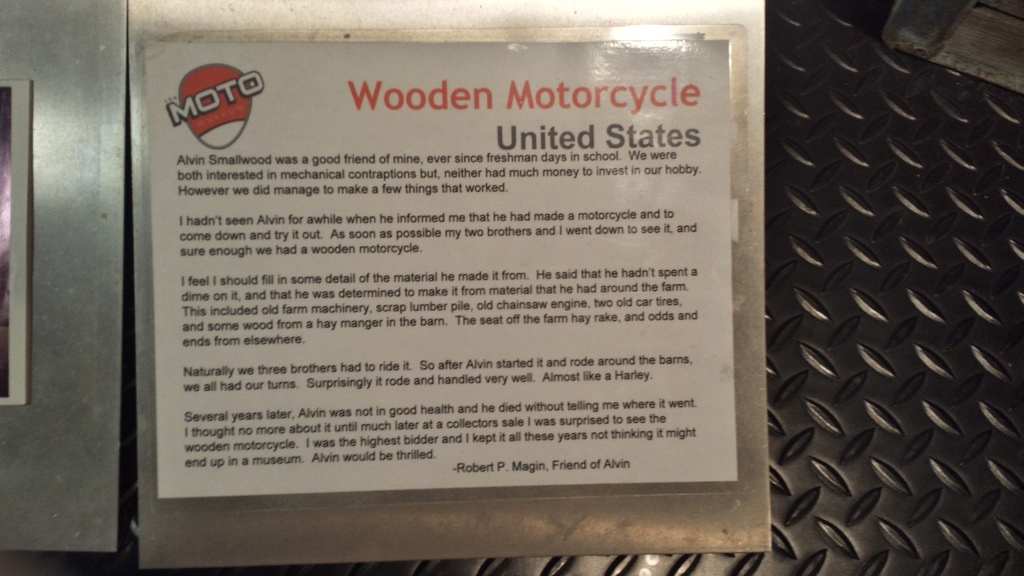 MOTO
Wooden Motorcycle
United States
Alvin Smallwood was a good friend of mine, ever since freshman days in school. We were
both interested in mechanical contraptions but, neither had much money to invest in our hobby.
However we did manage to make a few things that worked.
I hadn't seen Alvin for awhile when he informed me that he had made a motorcycle and to
come down and try it out. As soon as possible my two brothers and I went down to see it, and
sure enough we had a wooden motorcycle.
I feel I should fill in some detail of the material he made it from. He said that he hadn't spent a
dime on it, and that he was determined to make it from material that he had around the farm.
This included old farm machinery, scrap lumber pile, old chainsaw engine, two old car tires,
and some wood from a hay manger in the barn. The seat off the farm hay rake, and odds and
ends from elsewhere.
Naturally we three brothers had to ride it. So after Alvin started it and rode around the barns,
we all had our turns. Surprisingly it rode and handled very well. Almost like a Harley.
Several years later, Alvin was not in good health and he died without telling me where it went.
I thought no more about it until much later at a collectors sale I was surprised to see the
wooden motorcycle. I was the highest bidder and I kept it all these years not thinking it might
end up in a museum. Alvin would be thrilled.
-Robert P. Magin, Friend of Alvin